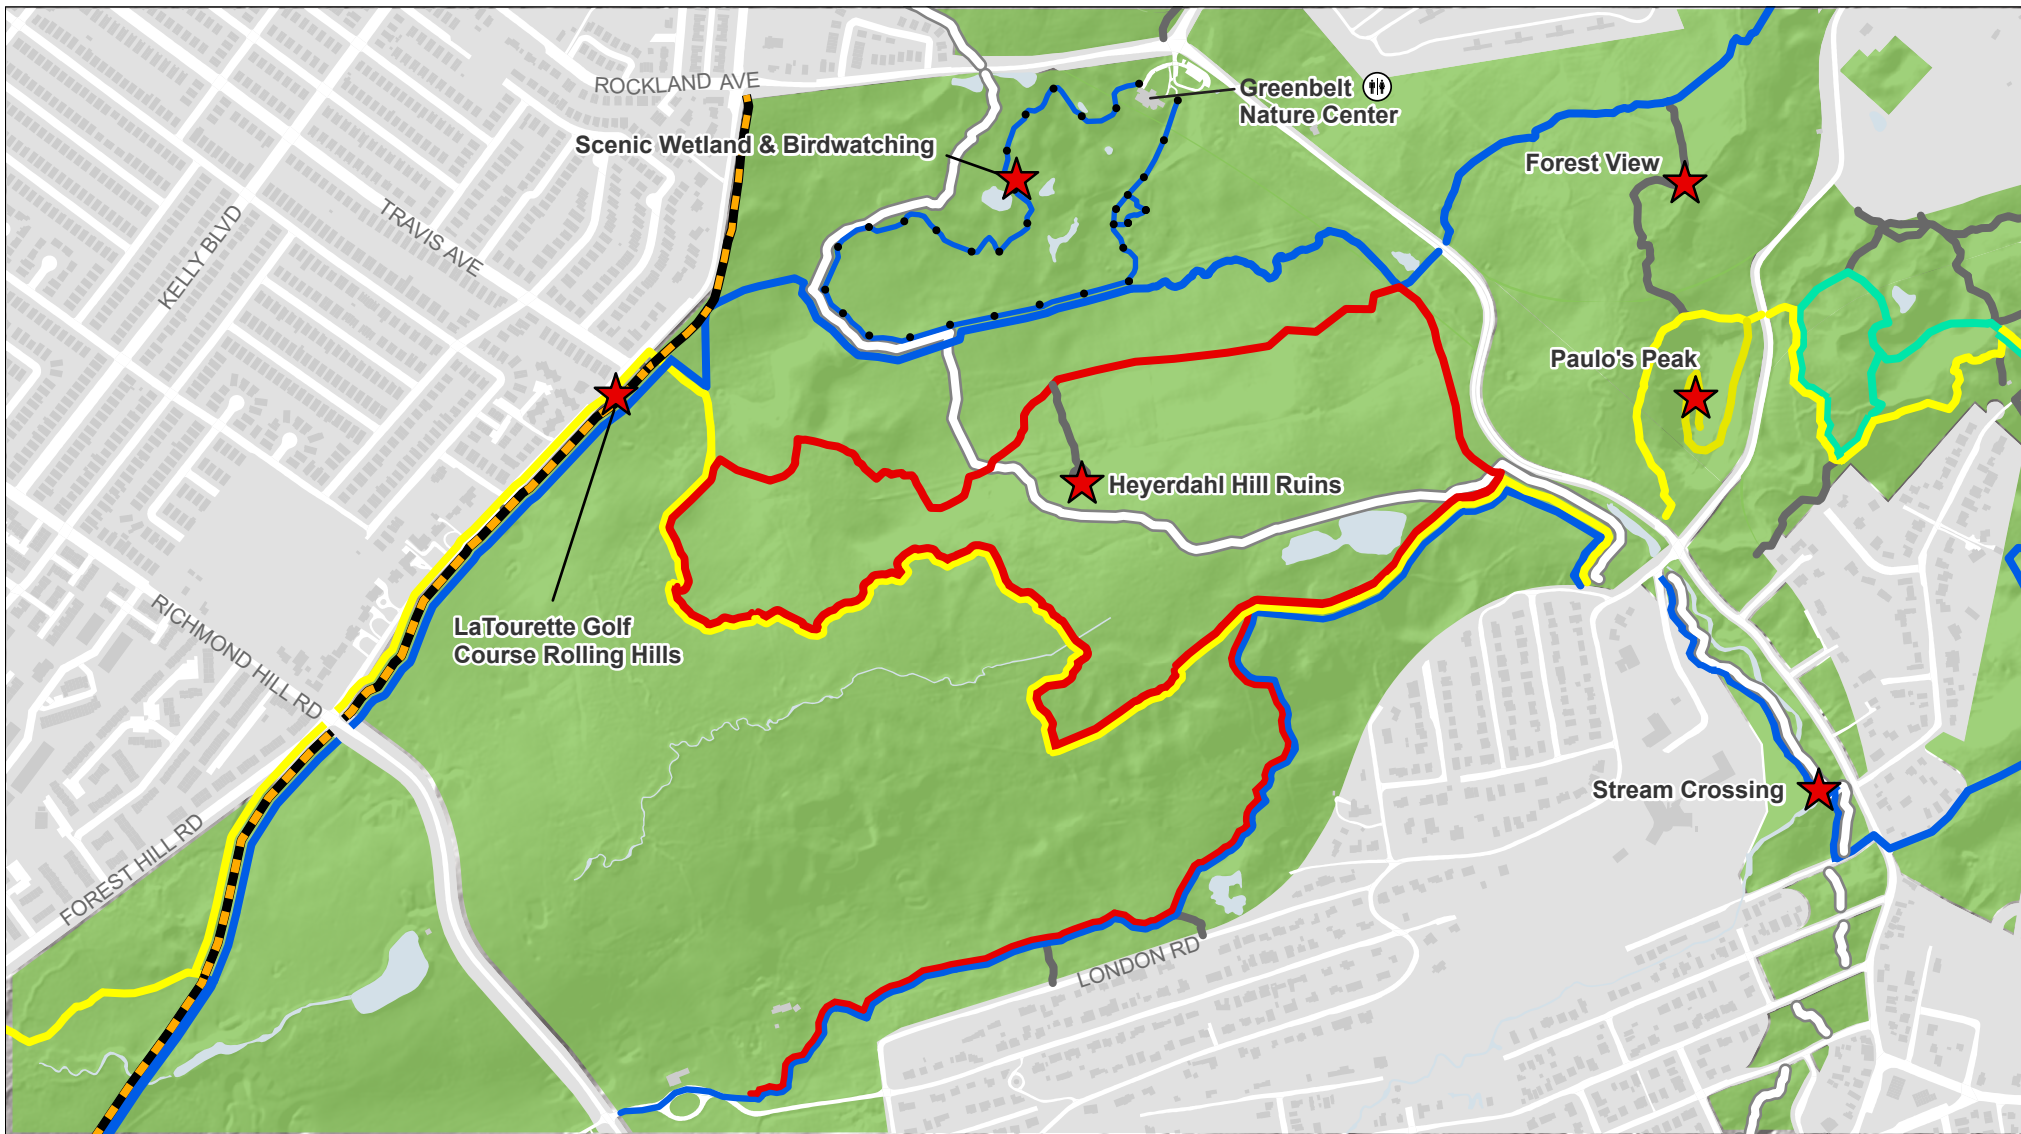 ROCKLAND AVE
Greenbelt
Nature Center
Scenic Wetland & Birdwatching
Forest View
KELLY BLVD
TRAVIS AVE
Paulo's Peak
Heyerdahl Hill Ruins
LaTourette Golf
Course Rolling Hills
RICHMOND HILL RD
Stream Crossing
FOREST HILL RD
LONDON RD